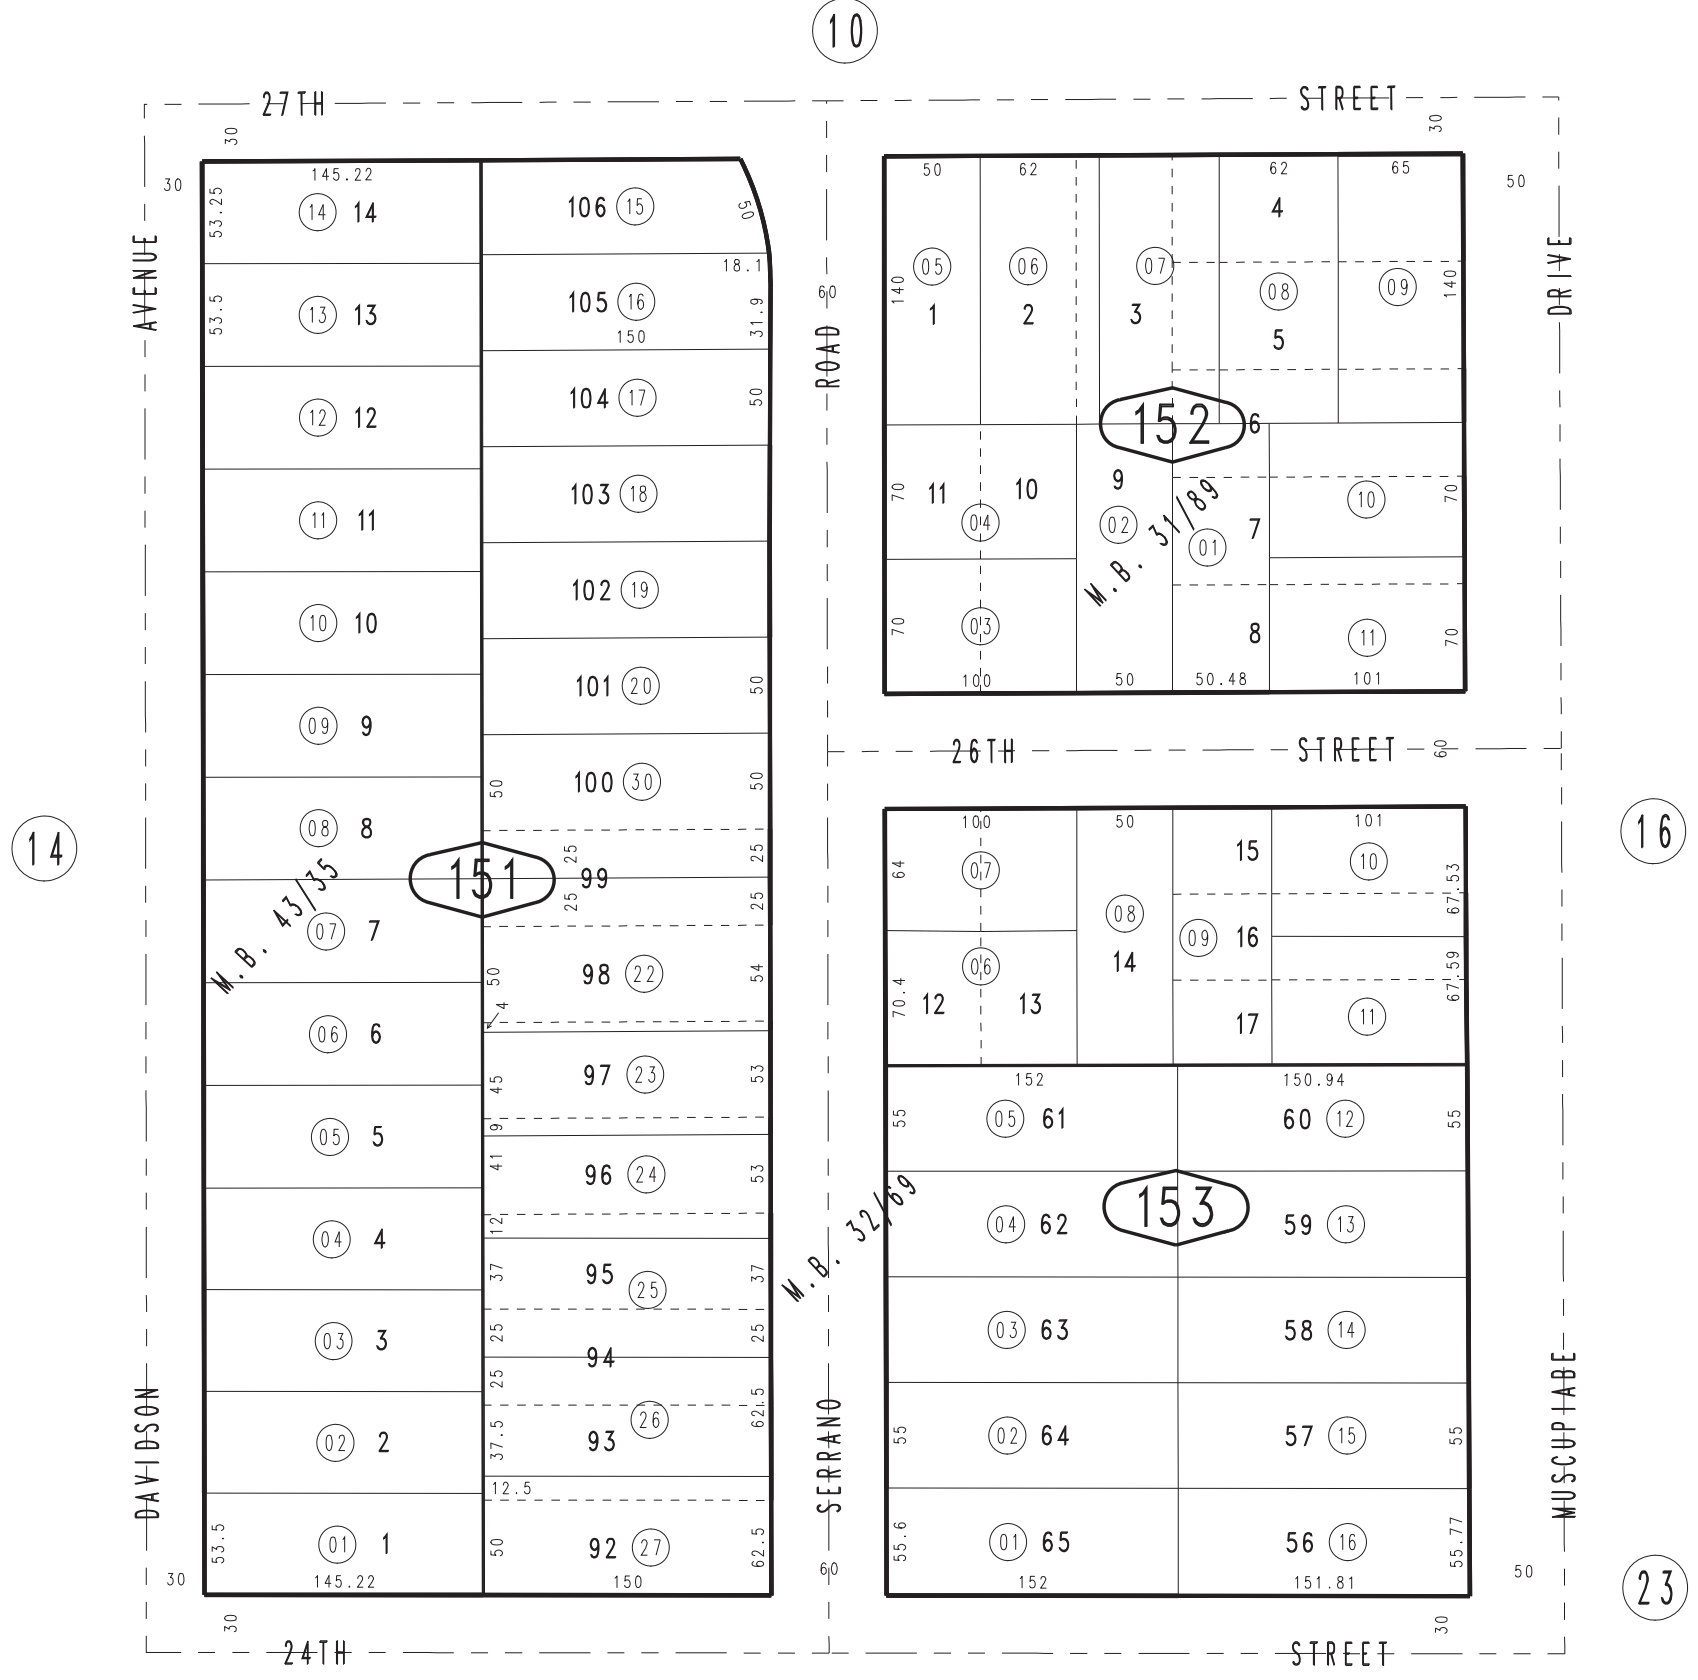 10
27TH STREET
30 30
30 145.22 50 62 62 65 50
53.25 14 14 106 15 50 4
18.1
AVENUE 53.5 13 13 105 16 31.9 60 140 05 06 07 08 09 140 DRIVE
150 1 2 3 5
12 12 104 17 50 ROAD
152 6
11 11 103 18 70 11 10 9 10 70
04 02 M.B. 31/89 01 7
10 10 102 19
70 03 8 11 70
09 9 101 20 50 100 50 50.48 101
26TH STREET 60
50 100 30 50
14 08 8 100 50 101 16
25 25 64 07 15 10 67.53
151 99
25 25
M.B. 43/35 07 7 08 09 16
50 98 22 54 06 14 67.59
4 70.4 12 13 17 11
06 6
45 97 23 53 152 150.94
05 5 9 55 05 61 60 12 55
41 96 24 53
153
04 4 12 M.B. 32/69 04 62 59 13
37 95 25 37
03 3 25 25 03 63 58 14
94
25
DAVIDSON 02 2 37.5 93 26 62.5 SERRANO 55 02 64 57 15 55 MUSCUPIABE
12.5
53.5 01 1 50 92 27 62.5 55.6 01 65 56 16 55.77
30 145.22 150 60 152 151.81 50 23
30 30
24TH STREET